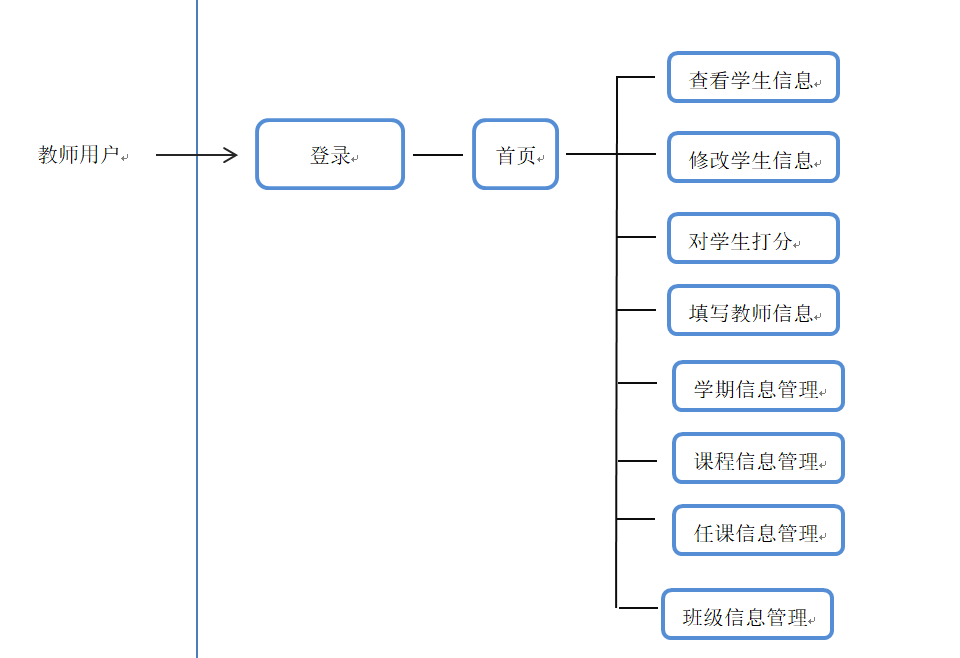 教师用户
登录
首页
查看学生信息
修改学生信息
对学生打分
填写教师信息
学期信息管理
课程信息管理
任课信息管理
班级信息管理